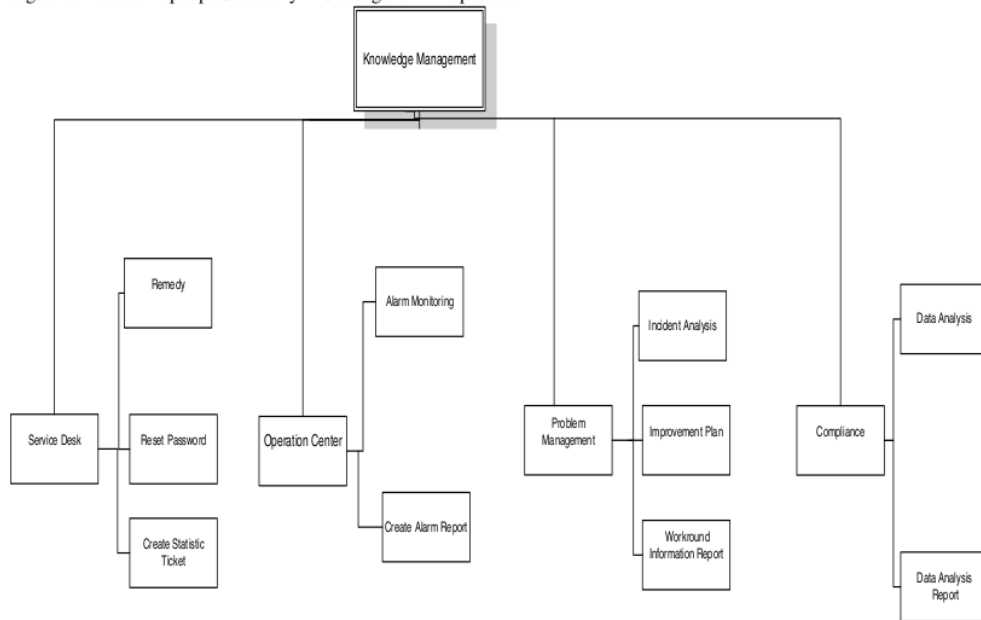 Knowledge Management
Remedy
Alarm Monitoring
Incident Analysis
Data Analysis
Service Desk
Reset Password
Operation Center
Problem
Management
Improvement Plan
Compliance
Create Statistic
Ticket
Create Alarm Report
Workround
Information Report
Data Analysis
Report